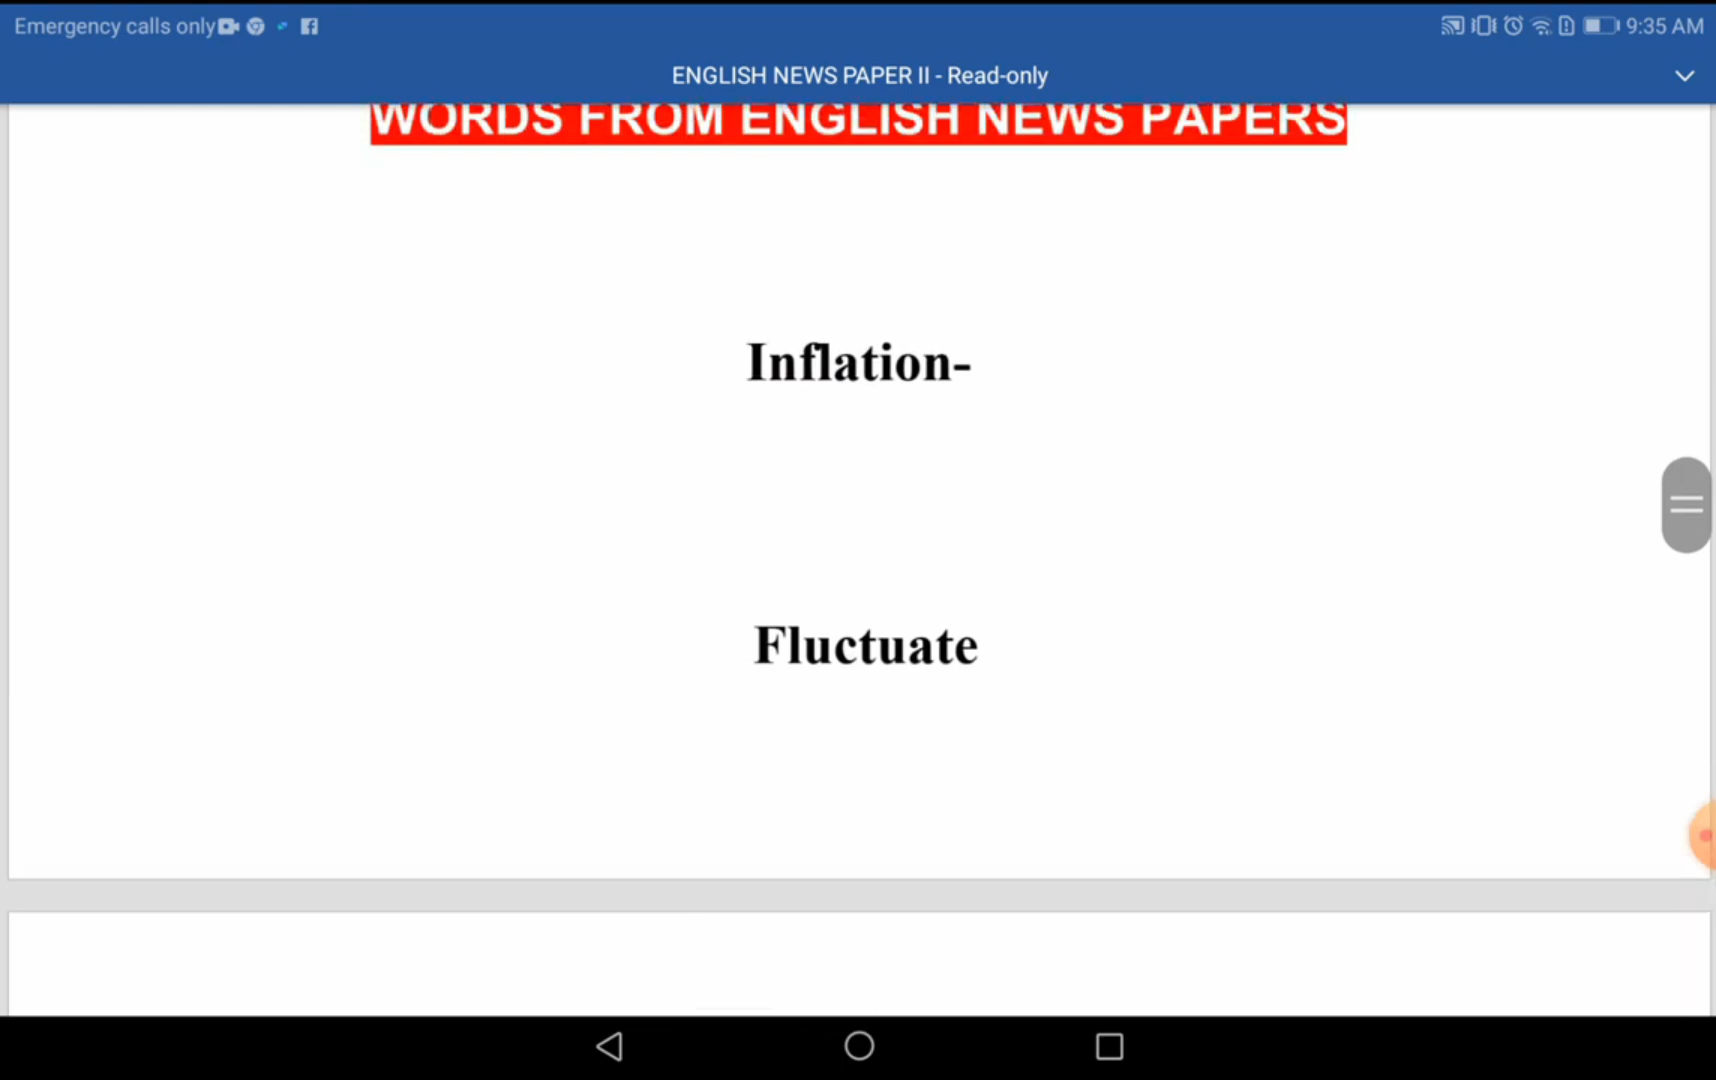 Emergency calls only
9:35 AM
ENGLISH NEWS PAPER II - Read-only
WORDS FROM ENGLISH NEWS PAPERS
Inflation-
Fluctuate